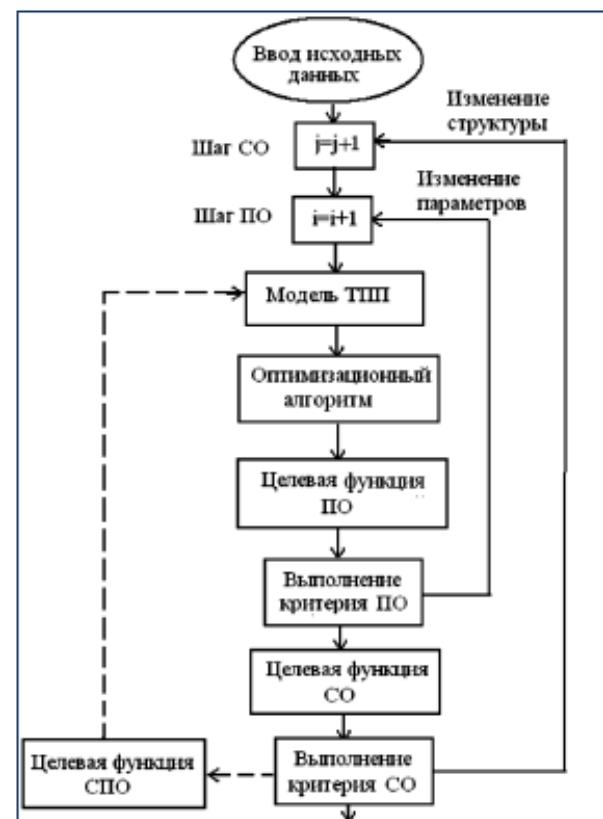 Ввод исходных
данных
Изменение
структуры
Шаг СО
j=j+1
Изменение
параметров
Шаг ПО
i=i+1
Модель ТПП
Оптимизационный
алгоритм
Целевая функция
ПО
Выполнение
критерия ПО
Целевая функция
СО
Целевая функция
СПО
Выполнение
критерия СО